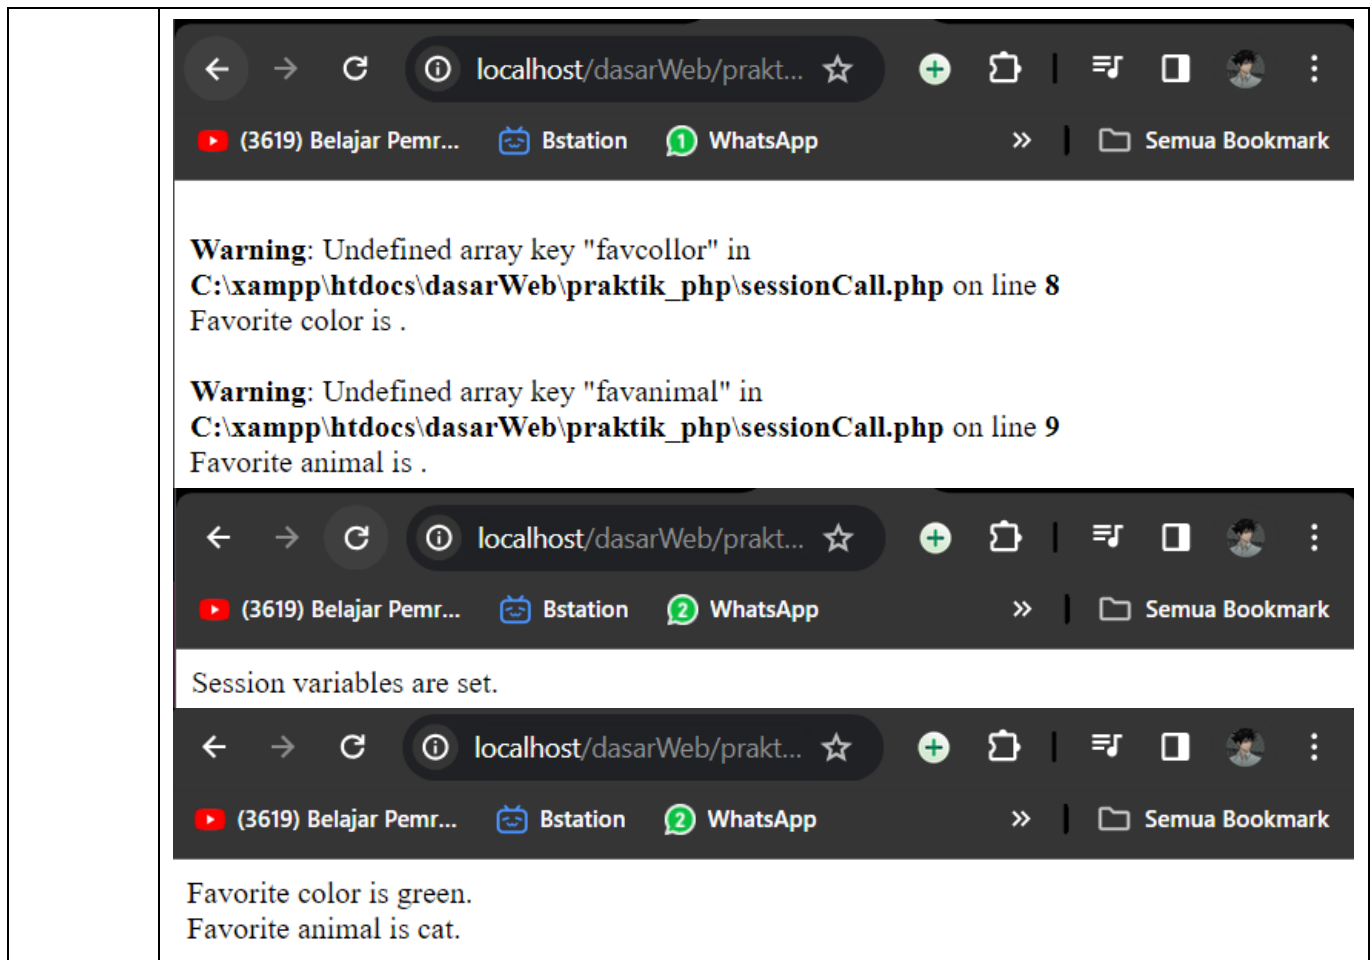 localhost/dasarWeb/prakt...
(3619) Belajar Pemr...
Bstation
1
WhatsApp
»
Semua Bookmark
Warning: Undefined array key "favcollor" in
C:\xampp\htdocs\dasarWeb\praktik_php\sessionCall.php on line 8
Favorite color is .
Warning: Undefined array key "favanimal" in
C:\xampp\htdocs\dasarWeb\praktik_php\sessionCall.php on line 9
Favorite animal is .
localhost/dasarWeb/prakt...
(3619) Belajar Pemr...
Bstation
2
WhatsApp
»
Semua Bookmark
Session variables are set.
localhost/dasarWeb/prakt...
(3619) Belajar Pemr...
Bstation
2
WhatsApp
»
Semua Bookmark
Favorite color is green.
Favorite animal is cat.